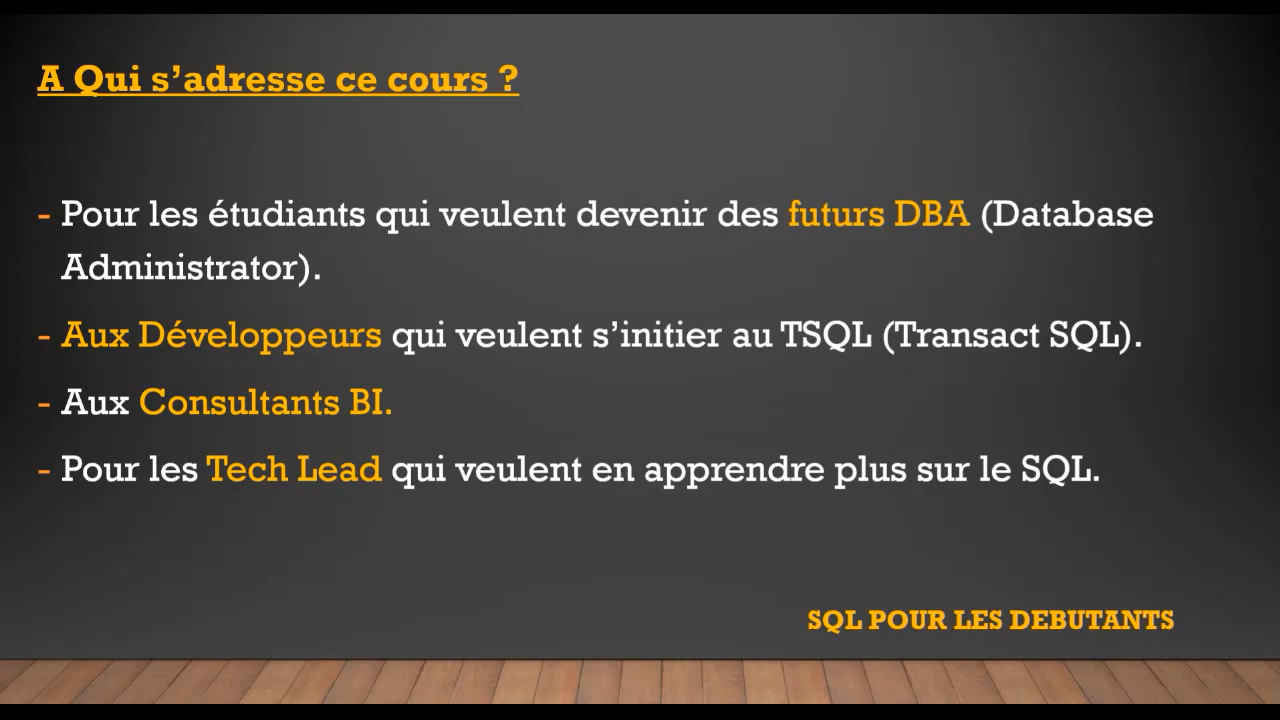 A Qui s’adresse ce cours ?
- Pour les étudiants qui veulent devenir des futurs DBA (Database
Administrator).
- Aux Développeurs qui veulent s’initier au TSQL (Transact SQL).
- Aux Consultants BI.
- Pour les Tech Lead qui veulent en apprendre plus sur le SQL.
SQL POUR LES DEBUTANTS